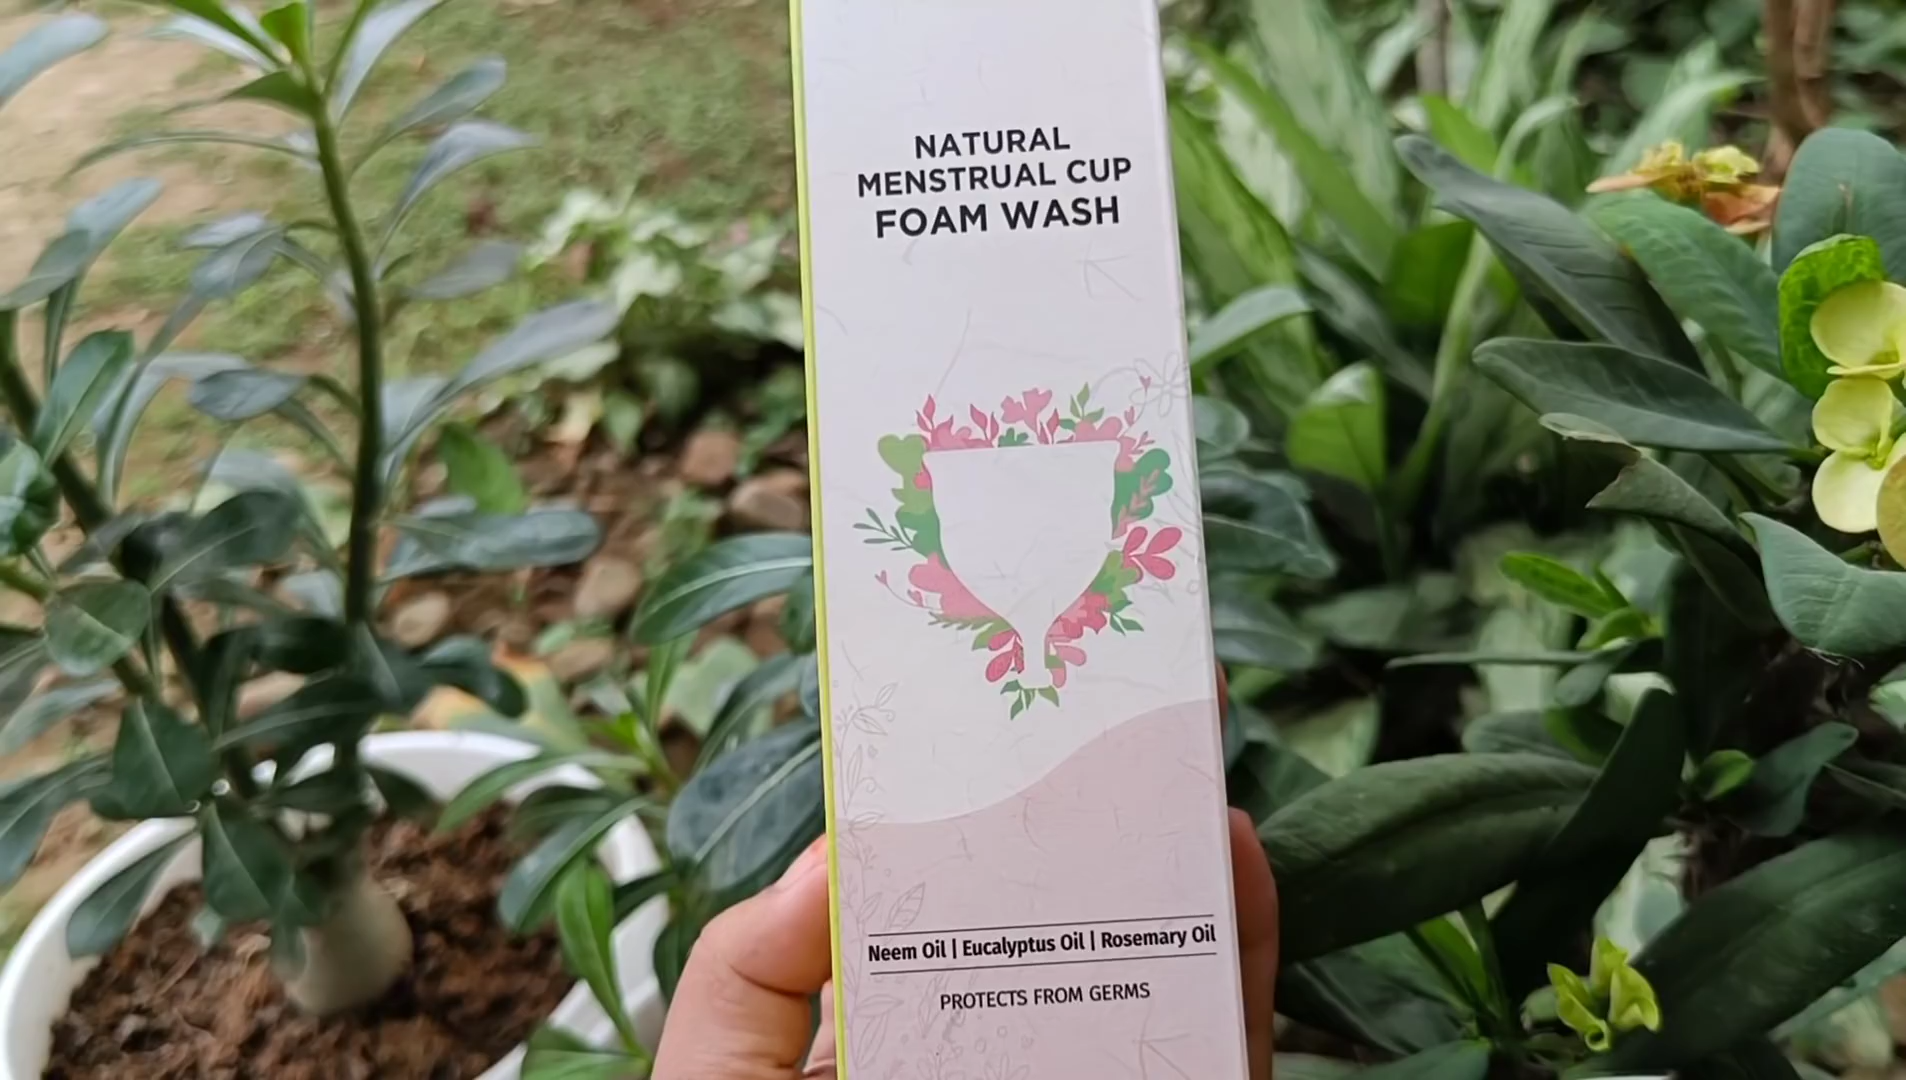 NATURAL
MENSTRUAL CUP
FOAM WASH
Neem Oil | Eucalyptus Oil | Rosemary Oil
PROTECTS FROM GERMS